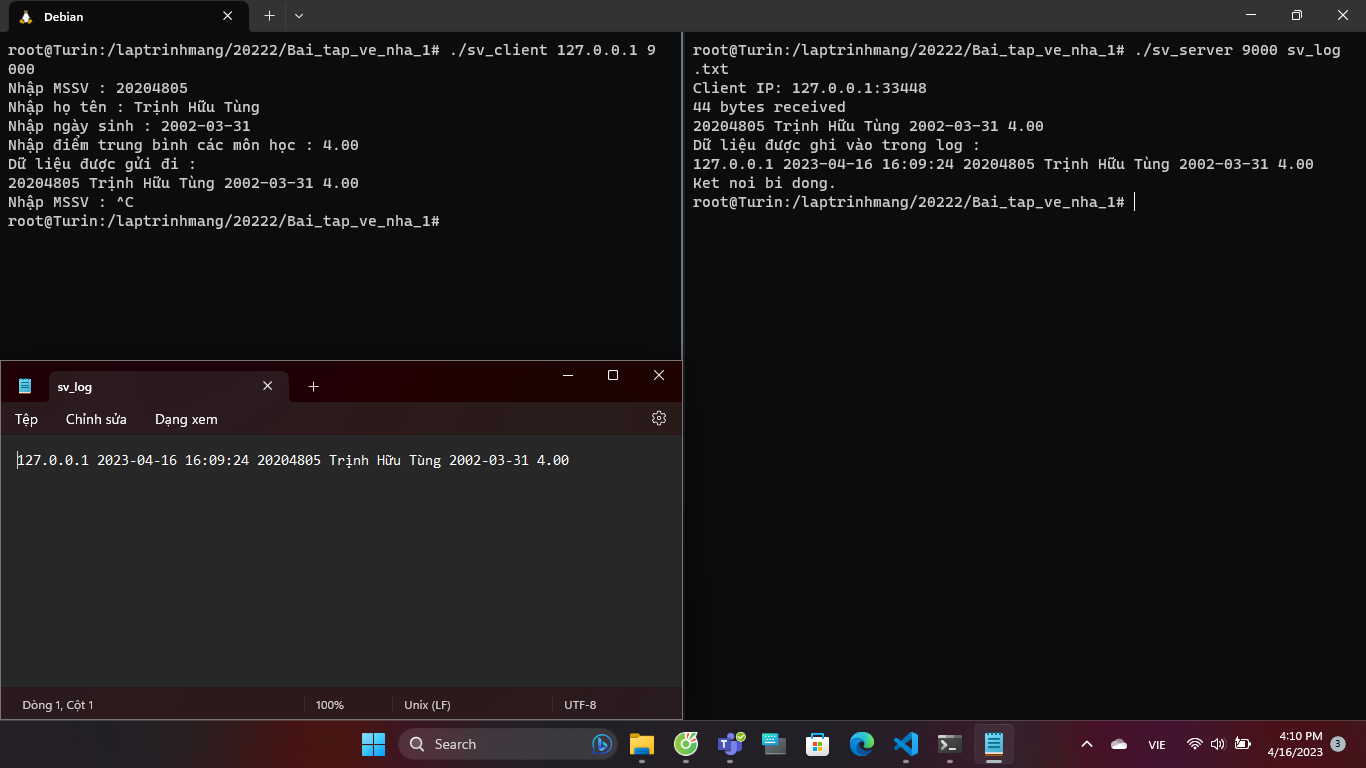 Debian
root@Turin:/laptrinhmang/20222/Bai_tap_ve_nha_1# ./sv_client 127.0.0.1 9
000
Nhập MSSV : 20204805
Nhập họ tên : Trịnh Hữu Tùng
Nhập ngày sinh : 2002-03-31
Nhập điểm trung bình các môn học : 4.00
Dữ liệu được gửi đi :
20204805 Trịnh Hữu Tùng 2002-03-31 4.00
Nhập MSSV : ^C
root@Turin:/laptrinhmang/20222/Bai_tap_ve_nha_1#
root@Turin:/laptrinhmang/20222/Bai_tap_ve_nha_1# ./sv_server 9000 sv_log
.txt
Client IP: 127.0.0.1:33448
44 bytes received
20204805 Trịnh Hữu Tùng 2002-03-31 4.00
Dữ liệu được ghi vào trong log :
127.0.0.1 2023-04-16 16:09:24 20204805 Trịnh Hữu Tùng 2002-03-31 4.00
Ket noi bi dong.
root@Turin:/laptrinhmang/20222/Bai_tap_ve_nha_1#
sv_log
Tệp Chỉnh sửa Dạng xem
127.0.0.1 2023-04-16 16:09:24 20204805 Trịnh Hữu Tùng 2002-03-31 4.00
Dòng 1, Cột 1 100% Unix (LF) UTF-8
Search
VIE
4:10 PM
4/16/2023
3